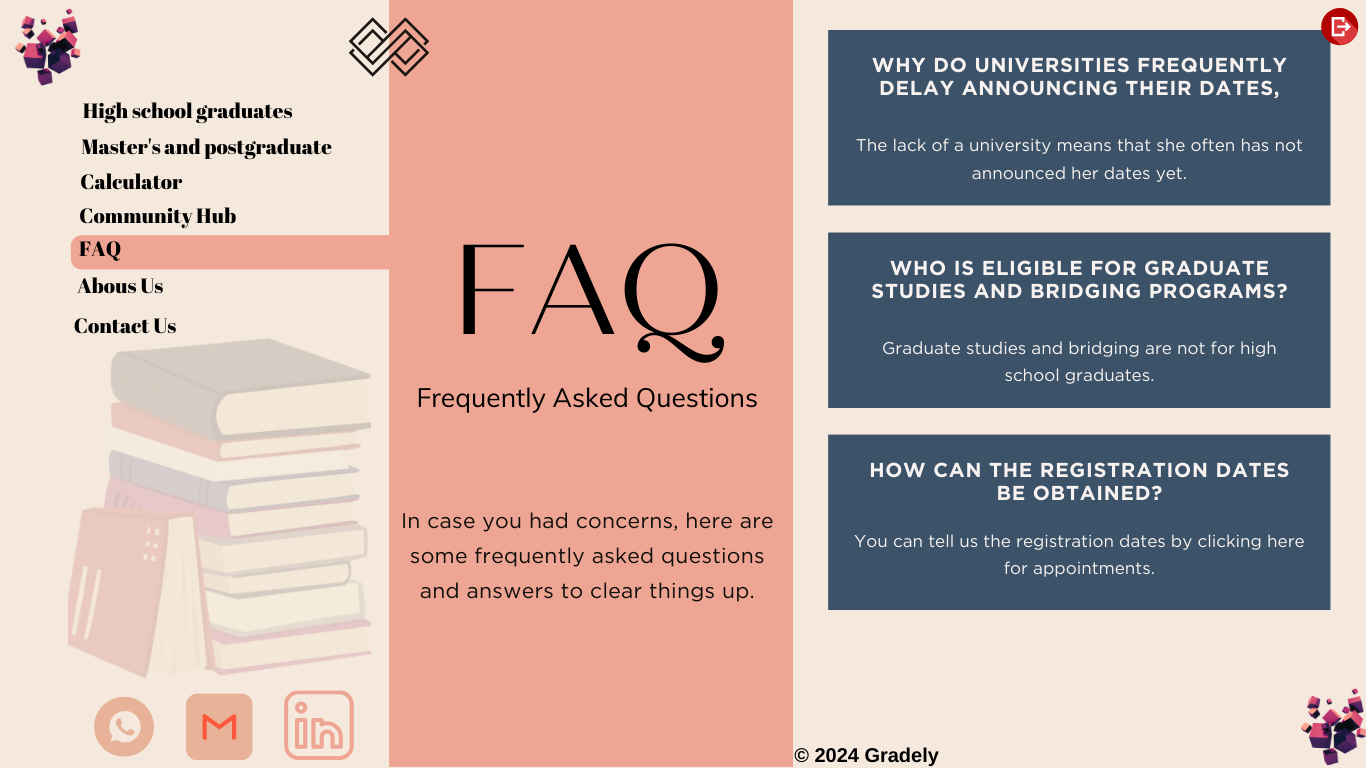 High school graduates
Master's and postgraduate
Calculator
Community Hub
FAQ
Abous Us
Contact Us
FAQ
Frequently Asked Questions
In case you had concerns, here are
some frequently asked questions
and answers to clear things up.
WHY DO UNIVERSITIES FREQUENTLY
DELAY ANNOUNCING THEIR DATES,
The lack of a university means that she often has not
announced her dates yet.
WHO IS ELIGIBLE FOR GRADUATE
STUDIES AND BRIDGING PROGRAMS?
Graduate studies and bridging are not for high
school graduates.
HOW CAN THE REGISTRATION DATES
BE OBTAINED?
You can tell us the registration dates by clicking here
for appointments.
© 2024 Gradely